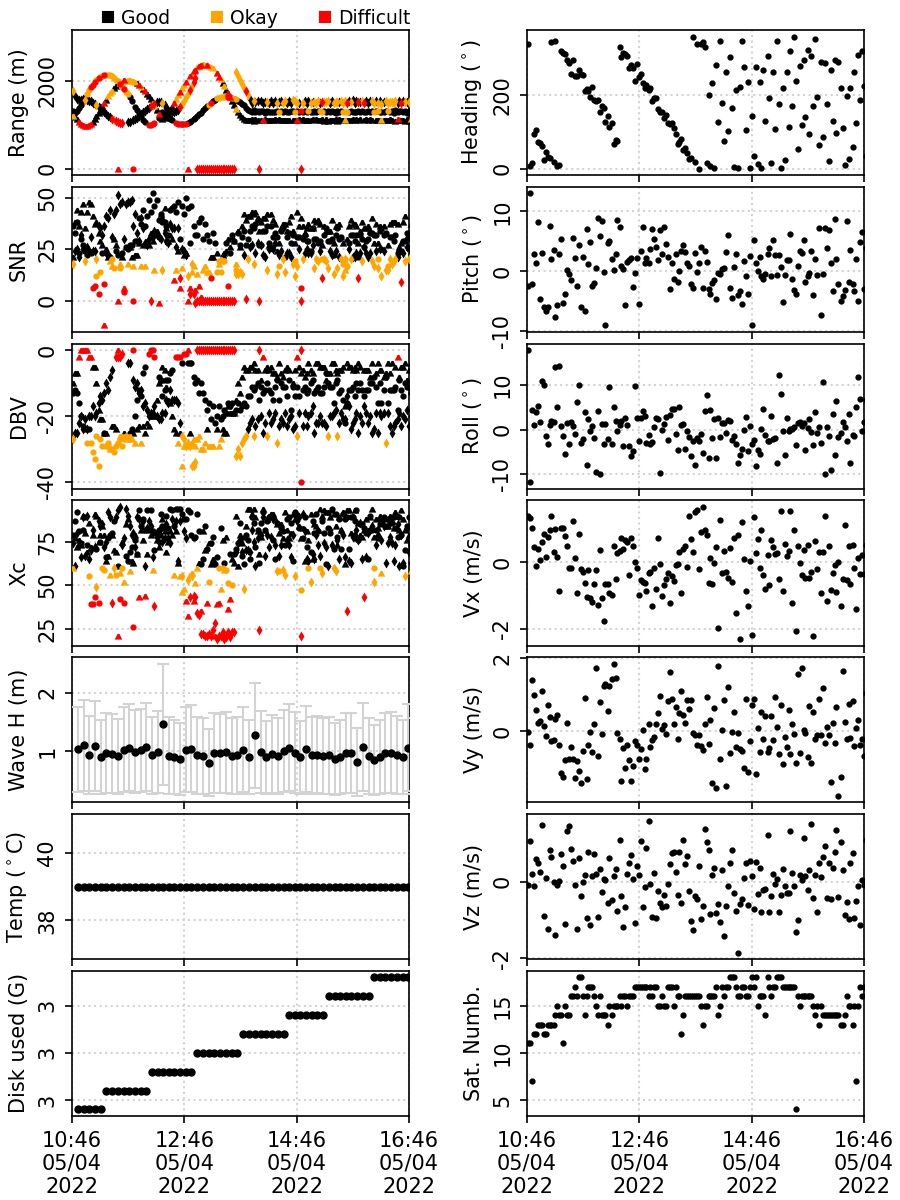 Good Okay Difficult
Range (m)
2000
0
Heading (°)
200
0
SNR
50
25
0
Pitch (°)
10
0
-10
DBV
0
-20
-40
Roll (°)
10
0
-10
Xc
75
50
25
Vx (m/s)
0
-2
Wave H (m)
2
1
Vy (m/s)
2
0
Temp (°C)
40
38
Vz (m/s)
0
-2
Disk used (G)
3
3
3
Sat. Numb.
15
10
5
10:46 12:46 14:46 16:46
05/04 05/04 05/04 05/04
2022 2022 2022 2022
10:46 12:46 14:46 16:46
05/04 05/04 05/04 05/04
2022 2022 2022 2022